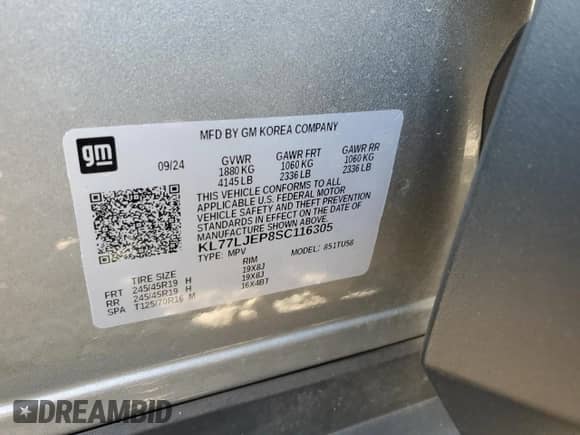 MFD BY GM KOREA COMPANY
gm
09/24 GVWR GAWR FRT GAWR RR
1880 KG 1060 KG 1060 KG
4145 LB 2336 LB 2336 LB
THIS VEHICLE CONFORMS TO ALL
APPLICABLE U.S. FEDERAL MOTOR
VEHICLE SAFETY AND THEFT PREVENTION
STANDARDS IN EFFECT ON THE DATE OF
MANUFACTURE SHOWN ABOVE.
KL77LJEP8SC116305
TYPE: MPV MODEL: 851TU58
TIRE SIZE RIM
FRT 245/45R19 H 19X8J
RR 245/45R19 H 19X8J
SPA T125/70R16 M 16X4BT
DREAMBID